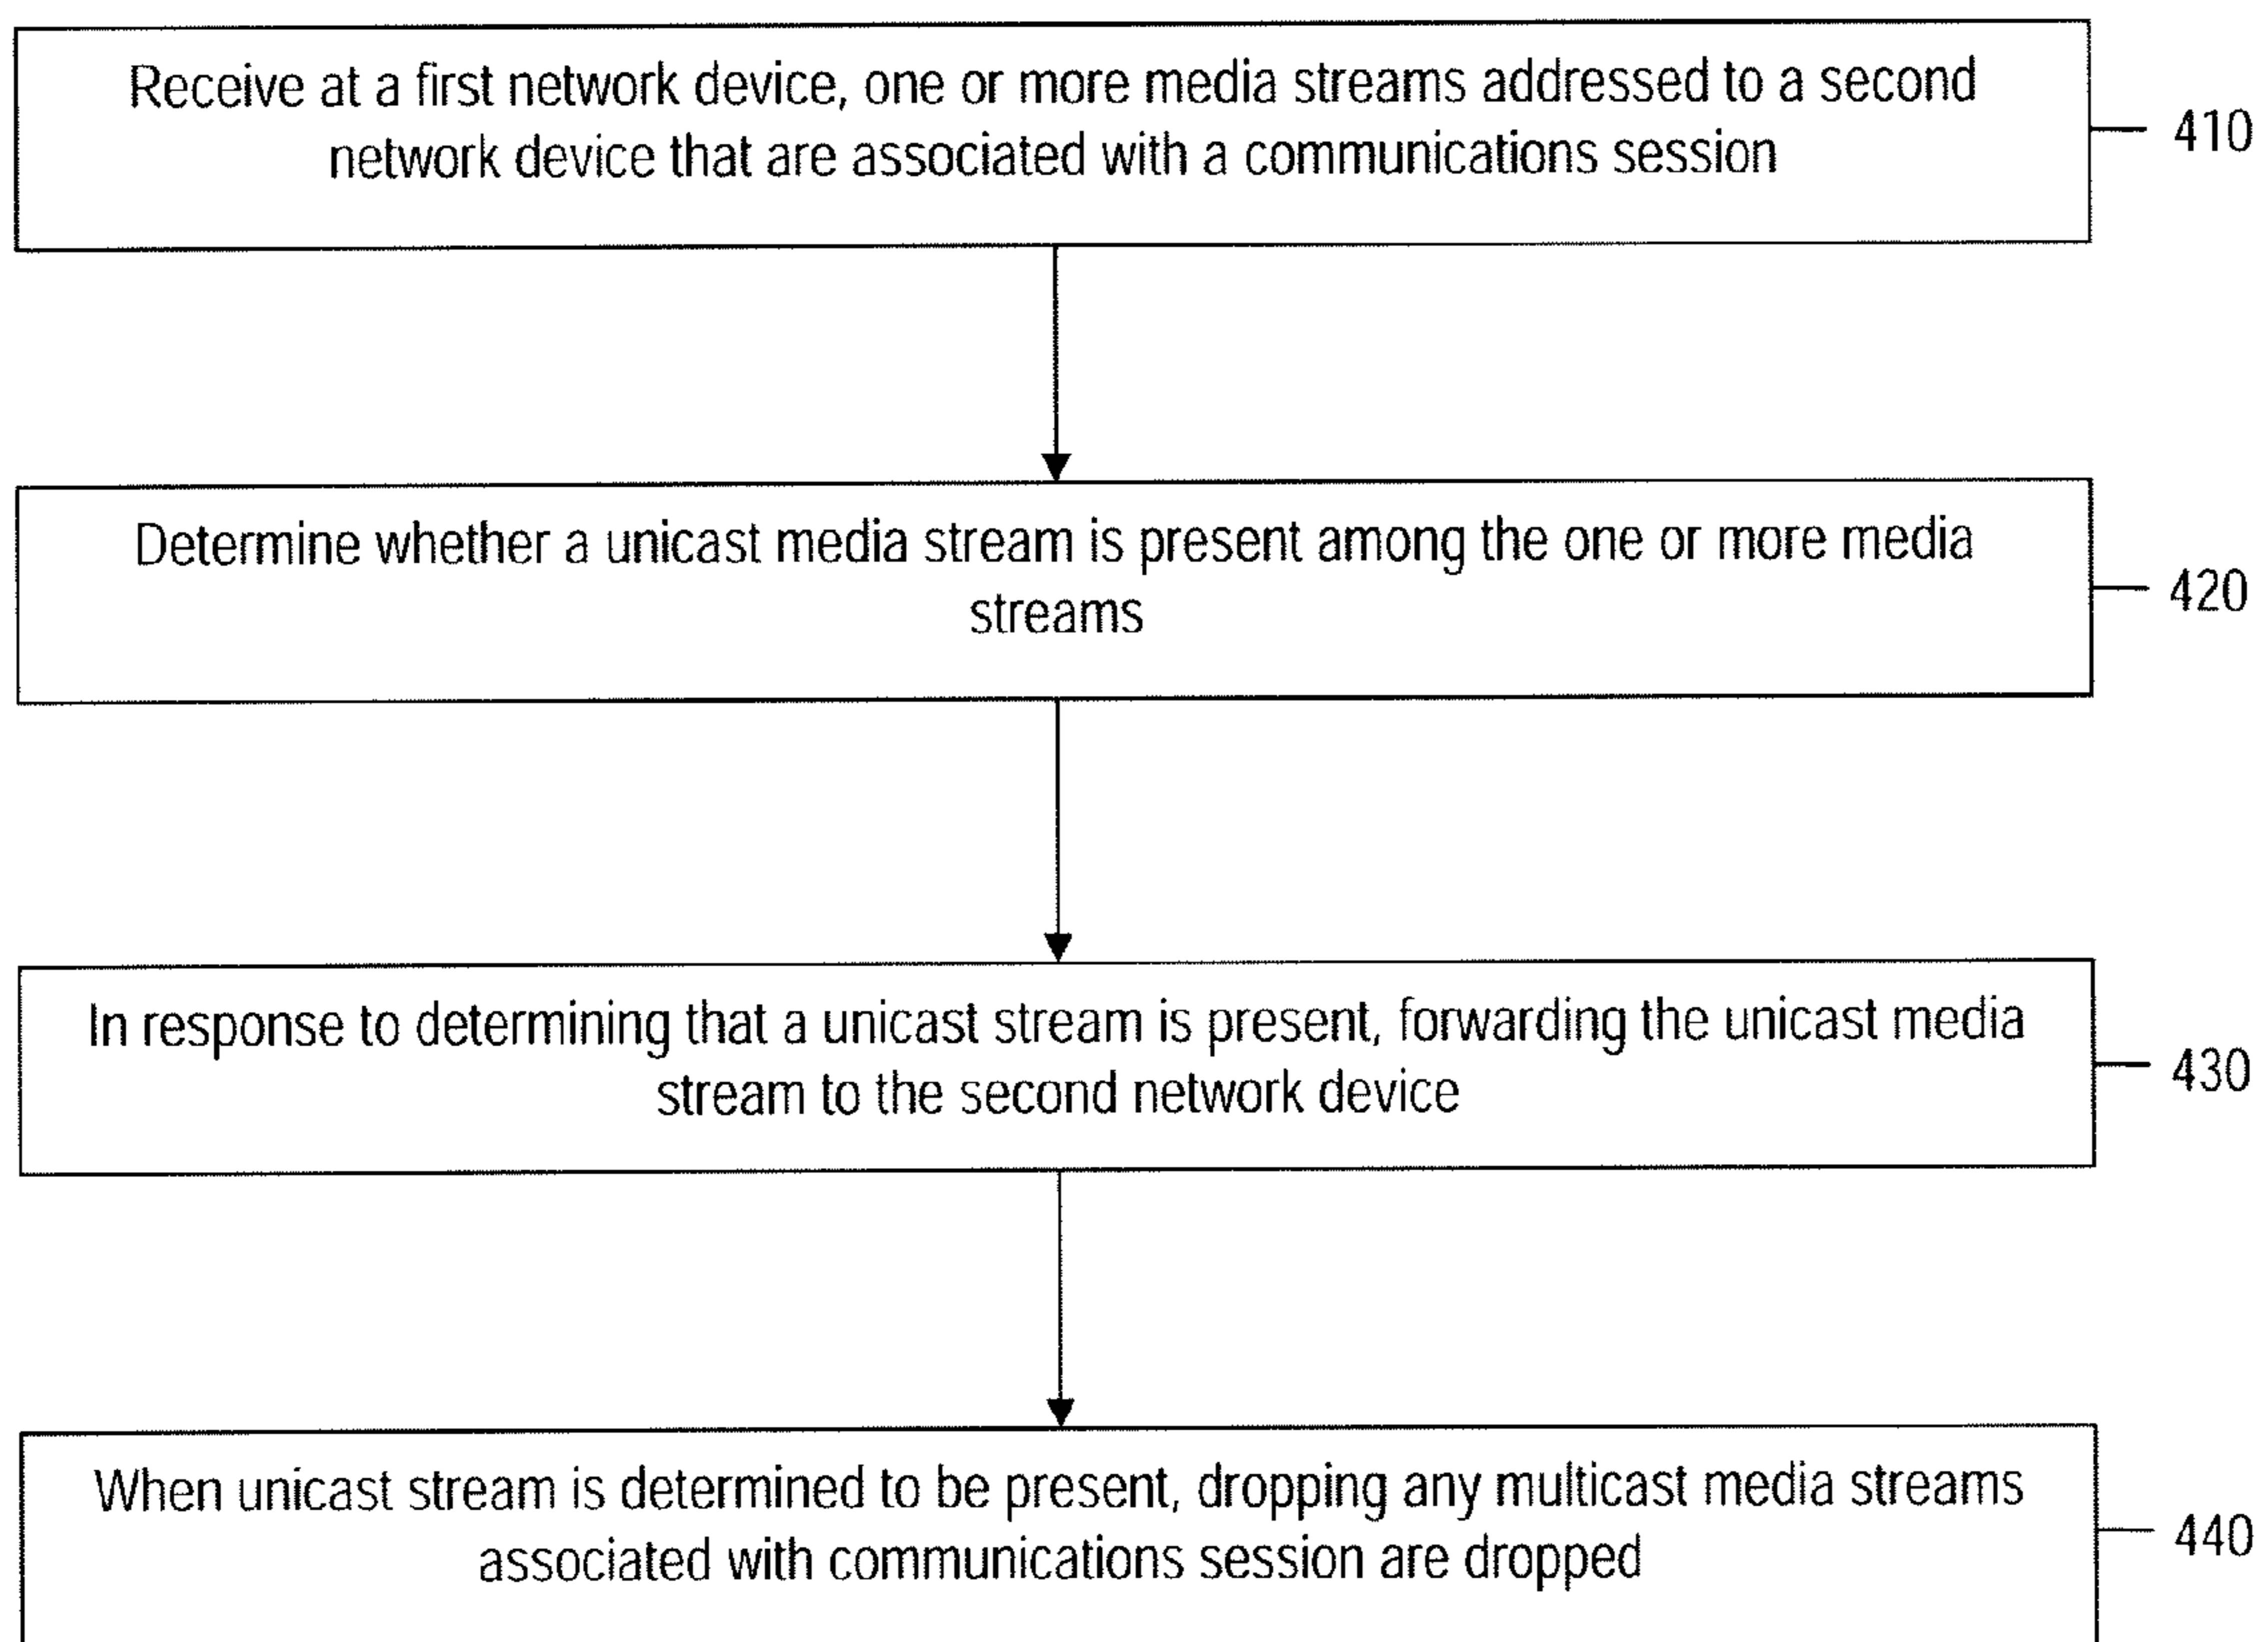 Receive at a first network device, one or more media streams addressed to a second
network device that are associated with a communications session
410
Determine whether a unicast media stream is present among the one or more media
streams
420
In response to determining that a unicast stream is present, forwarding the unicast media
stream to the second network device
430
When unicast stream is determined to be present, dropping any multicast media streams
associated with communications session are dropped
440